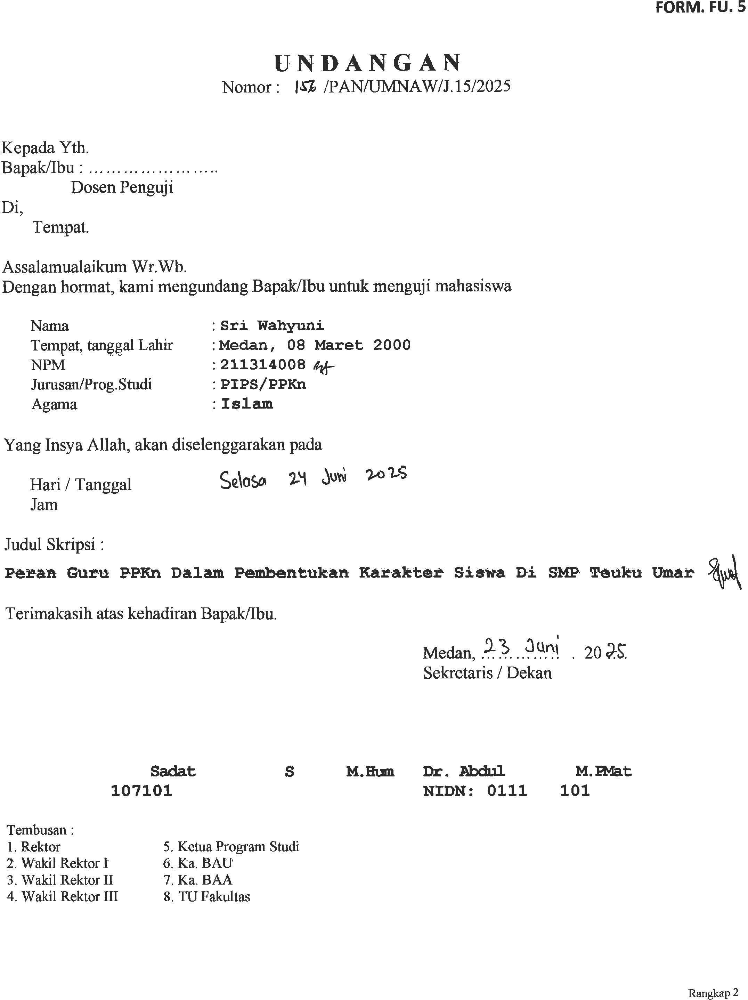 FORM. FU. 5
UNDANGAN
Nomor : /PAN/UMNAW/J.15/2025
Kepada Yth.
Bapak/Ibu : ........................
Dosen Penguji
Di,
Tempat.
Assalamualaikum Wr.Wb.
Dengan hormat, kami mengundang Bapak/Ibu untuk menguji mahasiswa
Nama : Sri Wahyuni
Tempat, tanggal Lahir : Medan, 08 Maret 2000
NPM : 211314008
Jurusan/Prog.Studi : PIPS/PPKn
Agama : Islam
Yang Insya Allah, akan diselenggarakan pada
Hari / Tanggal Selasa 24 Juni 2025
Jam
Judul Skripsi :
Peran Guru PPKn Dalam Pembentukan Karakter Siswa Di SMP Teuku Umar
Terimakasih atas kehadiran Bapak/Ibu.
Medan, 23 Juni . 2025.
Sekretaris / Dekan
Sadat S M.Hum Dr. Abdul M.PMat
107101 NIDN: 0111 101
Tembusan :
1. Rektor 5. Ketua Program Studi
2. Wakil Rektor I 6. Ka. BAU
3. Wakil Rektor II 7. Ka. BAA
4. Wakil Rektor III 8. TU Fakultas
Rangkap 2